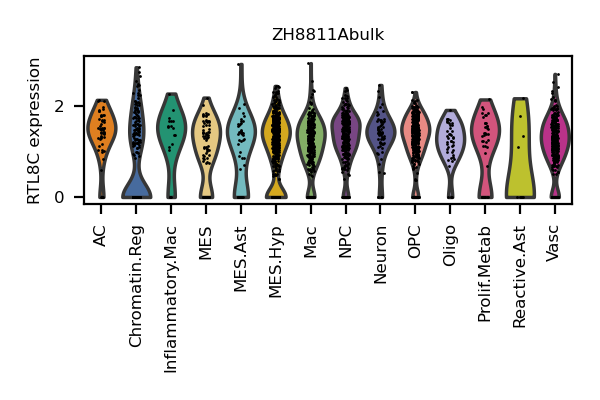 ZH8811Abulk
RTL8C expression
2
0
AC
Chromatin.Reg
Inflammatory.Mac
MES
MES.Ast
MES.Hyp
Mac
NPC
Neuron
OPC
Oligo
Prolif.Metab
Reactive.Ast
Vasc